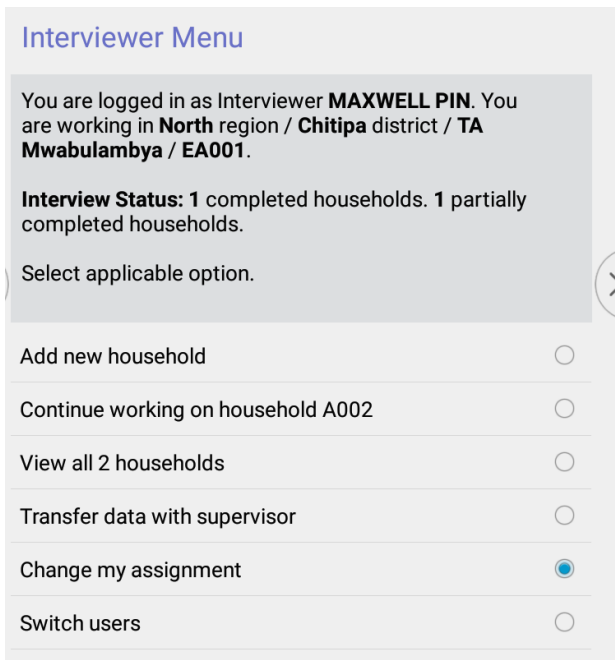 Interviewer Menu
You are logged in as Interviewer MAXWELL PIN. You
are working in North region / Chitipa district / TA
Mwabulambya / EA001.
Interview Status: 1 completed households. 1 partially
completed households.
Select applicable option.
Add new household
Continue working on household A002
View all 2 households
Transfer data with supervisor
Change my assignment
Switch users